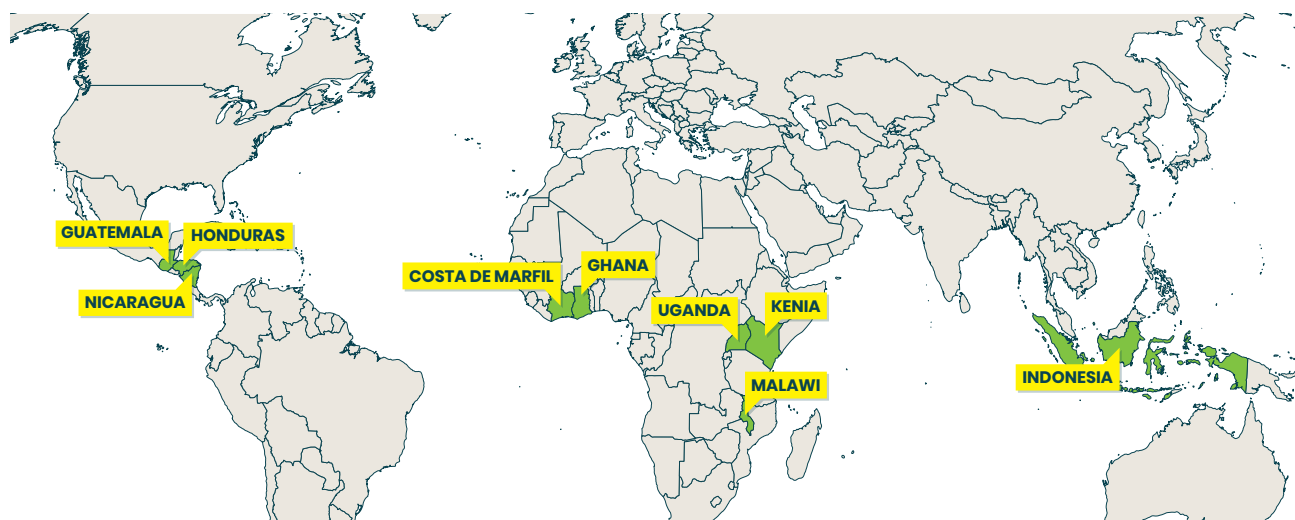 GUATEMALA
HONDURAS
NICARAGUA
COSTA DE MARFIL
GHANA
UGANDA
KENIA
MALAWI
INDONESIA